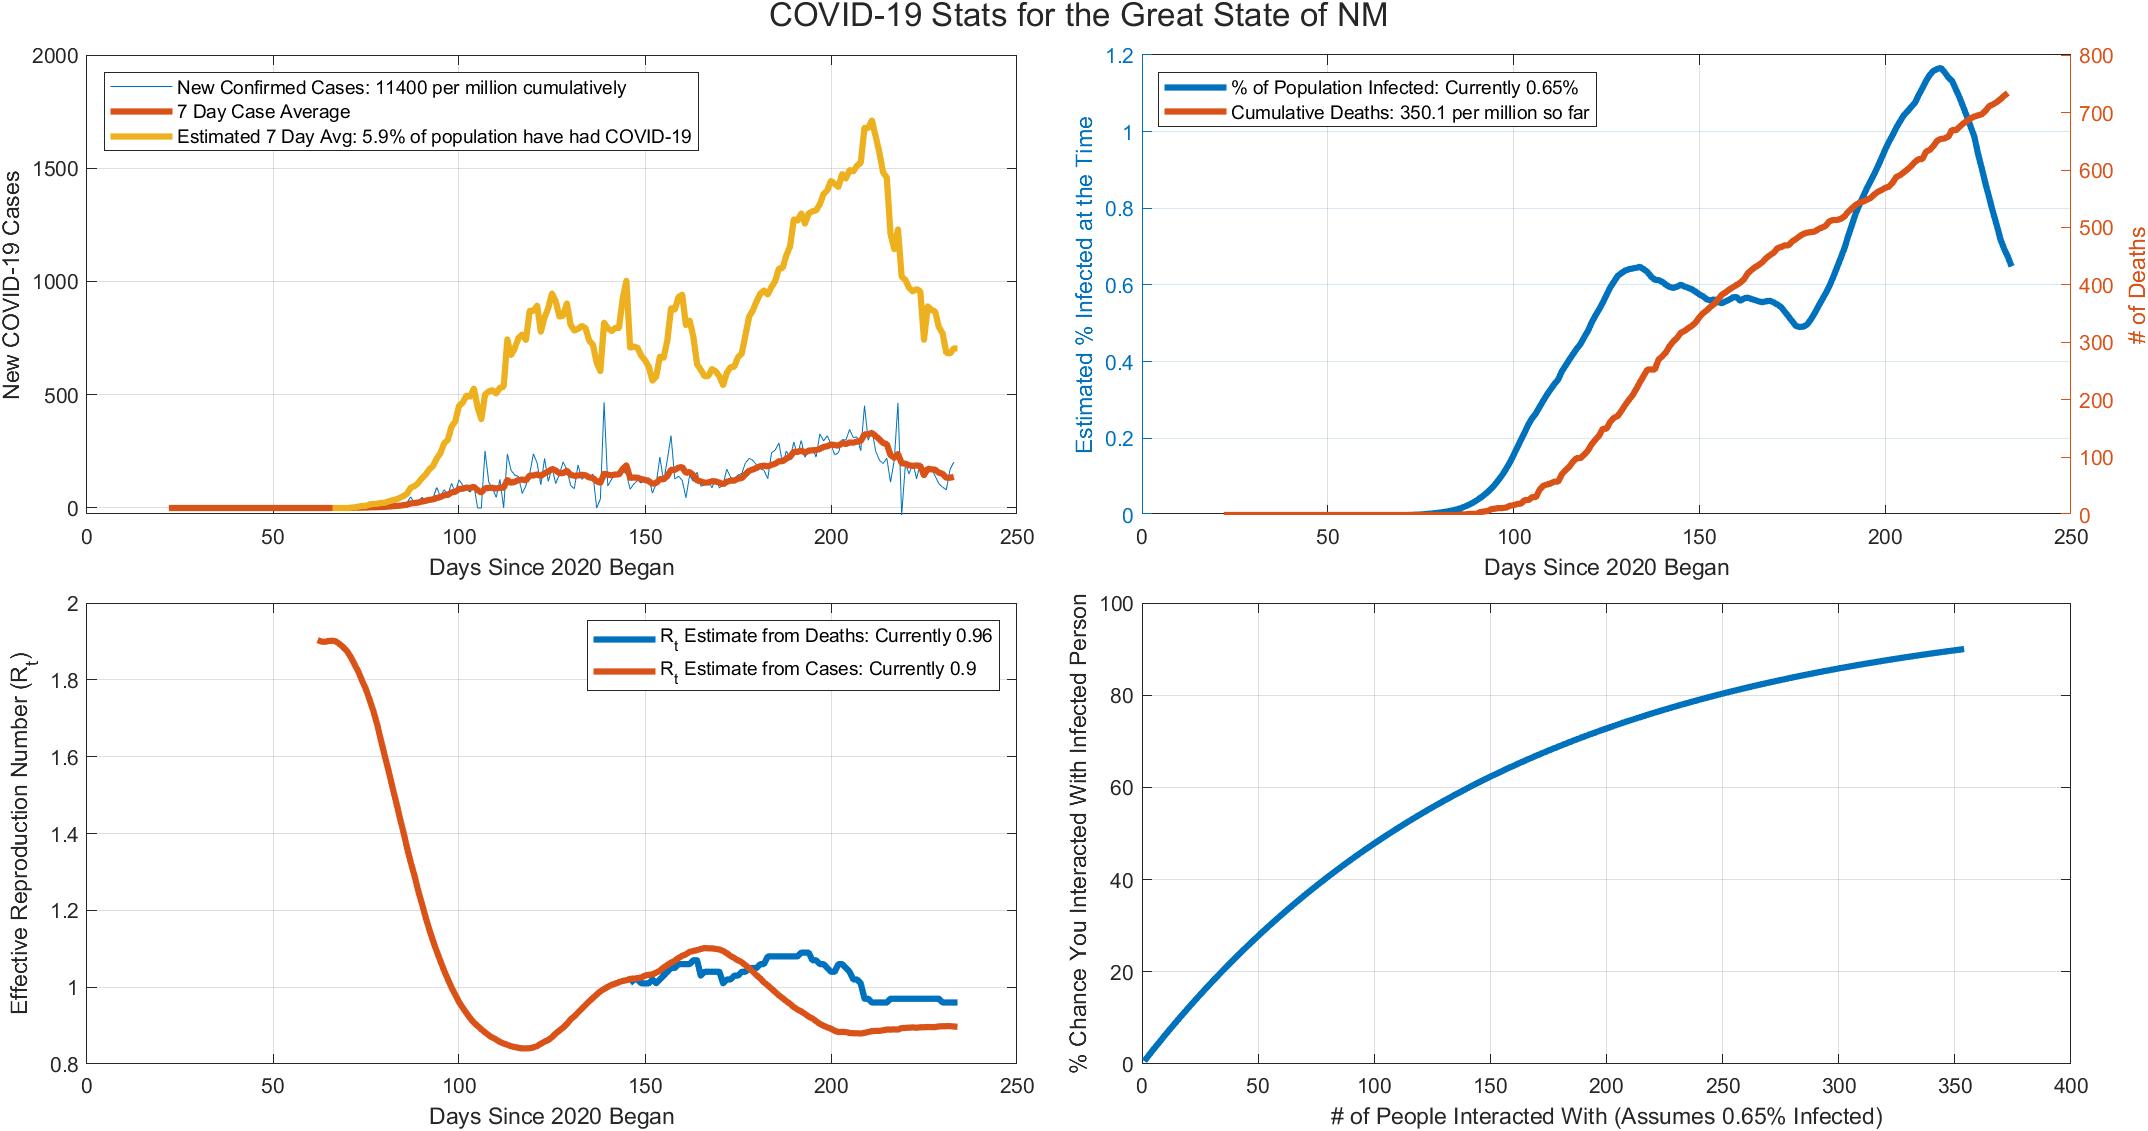 COVID-19 Stats for the Great State of NM
New COVID-19 Cases
2000
1500
1000
500
0
New Confirmed Cases: 11400 per million cumulatively
7 Day Case Average
Estimated 7 Day Avg: 5.9% of population have had COVID-19
0 50 100 150 200 250
Days Since 2020 Began
Estimated % Infected at the Time
1.2
1
0.8
0.6
0.4
0.2
0
% of Population Infected: Currently 0.65%
Cumulative Deaths: 350.1 per million so far
800
700
600
500
400
300
200
100
0
# of Deaths
0 50 100 150 200 250
Days Since 2020 Began
Effective Reproduction Number (Rt)
2
1.8
1.6
1.4
1.2
1
0.8
Rt Estimate from Deaths: Currently 0.96
Rt Estimate from Cases: Currently 0.9
0 50 100 150 200 250
Days Since 2020 Began
% Chance You Interacted With Infected Person
100
80
60
40
20
0
0 50 100 150 200 250 300 350 400
# of People Interacted With (Assumes 0.65% Infected)